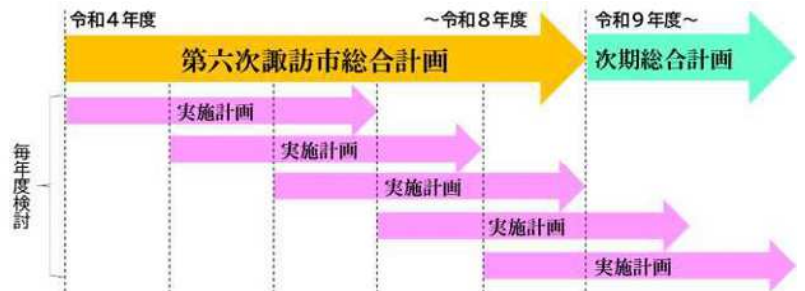 令和4年度
～令和8年度
令和9年度～
第六次諏訪市総合計画
次期総合計画
実施計画
実施計画
実施計画
実施計画
実施計画
毎年度検討